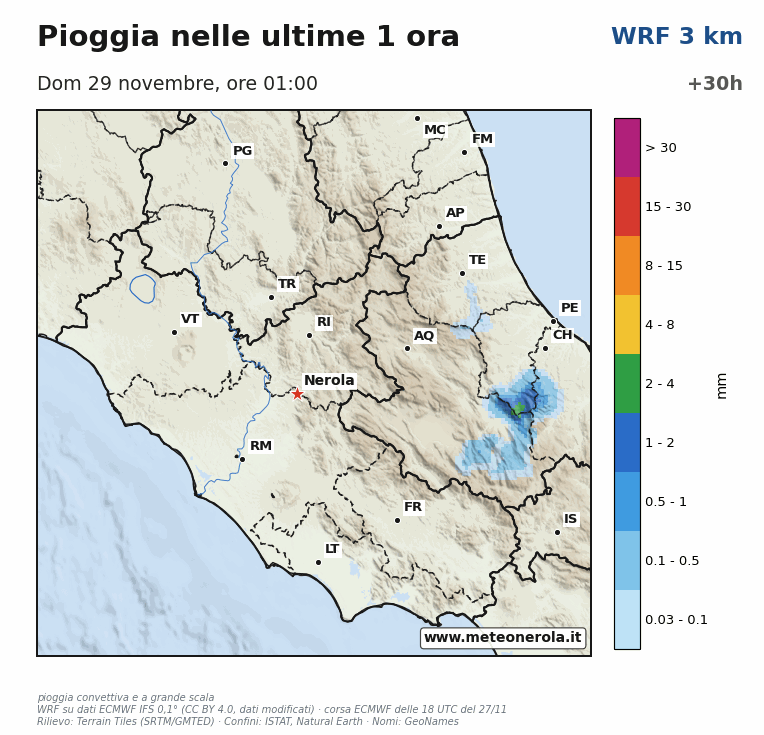 Pioggia nelle ultime 1 ora
WRF 3 km
Dom 29 novembre, ore 01:00
+30h
MC
FM
PG
AP
TE
TR
PE
VT
RI
AQ
CH
Nerola
RM
FR
IS
LT
www.meteonerola.it
> 30
15 - 30
8 - 15
4 - 8
2 - 4
1 - 2
0.5 - 1
0.1 - 0.5
0.03 - 0.1
mm
pioggia convettiva e a grande scala
WRF su dati ECMWF IFS 0,1° (CC BY 4.0, dati modificati) · corsa ECMWF delle 18 UTC del 27/11
Rilievo: Terrain Tiles (SRTM/GMTED) · Confini: ISTAT, Natural Earth · Nomi: GeoNames